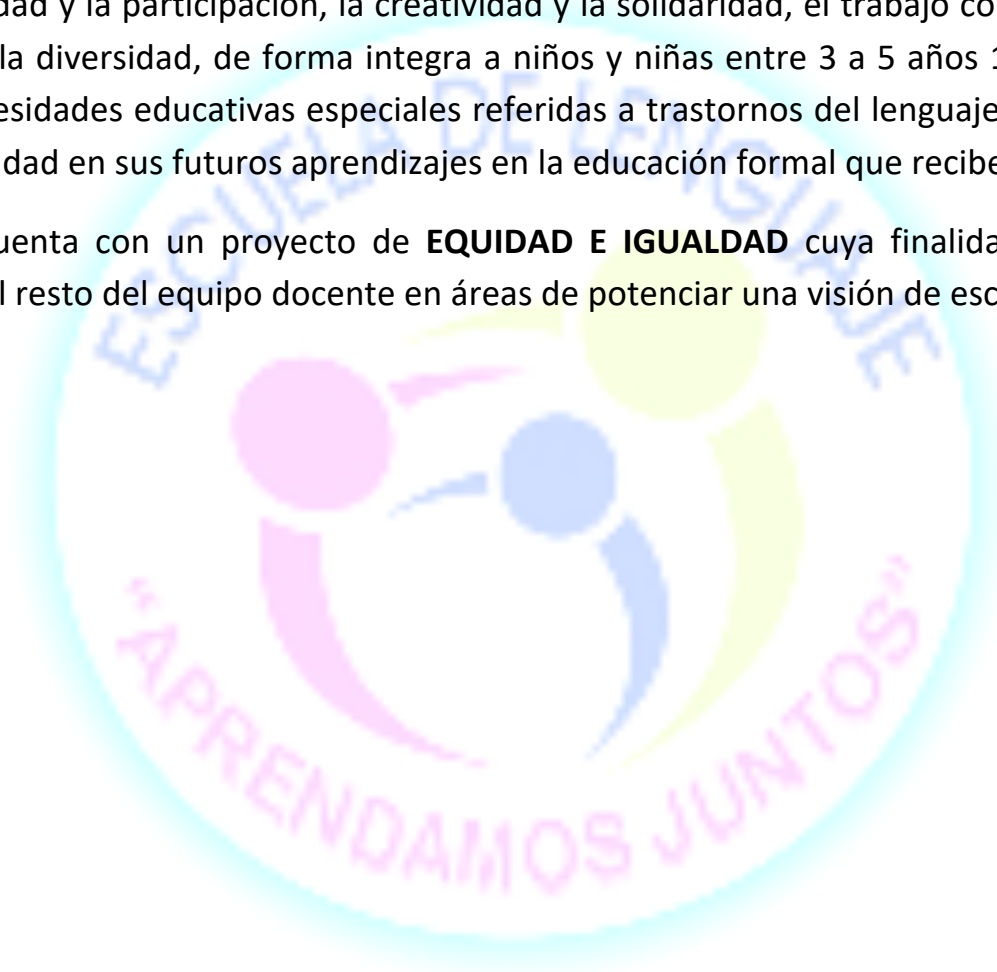 dad y la participación, la creatividad y la solidaridad, el trabajo co
la diversidad, de forma integra a niños y niñas entre 3 a 5 años 1
esidades educativas especiales referidas a trastornos del lenguaje
dad en sus futuros aprendizajes en la educación formal que recibe
uenta con un proyecto de EQUIDAD E IGUALDAD cuya finalida
l resto del equipo docente en áreas de potenciar una visión de esc
ESCUELA DE LENGUAJE
"APRENDAMOS JUNTOS"